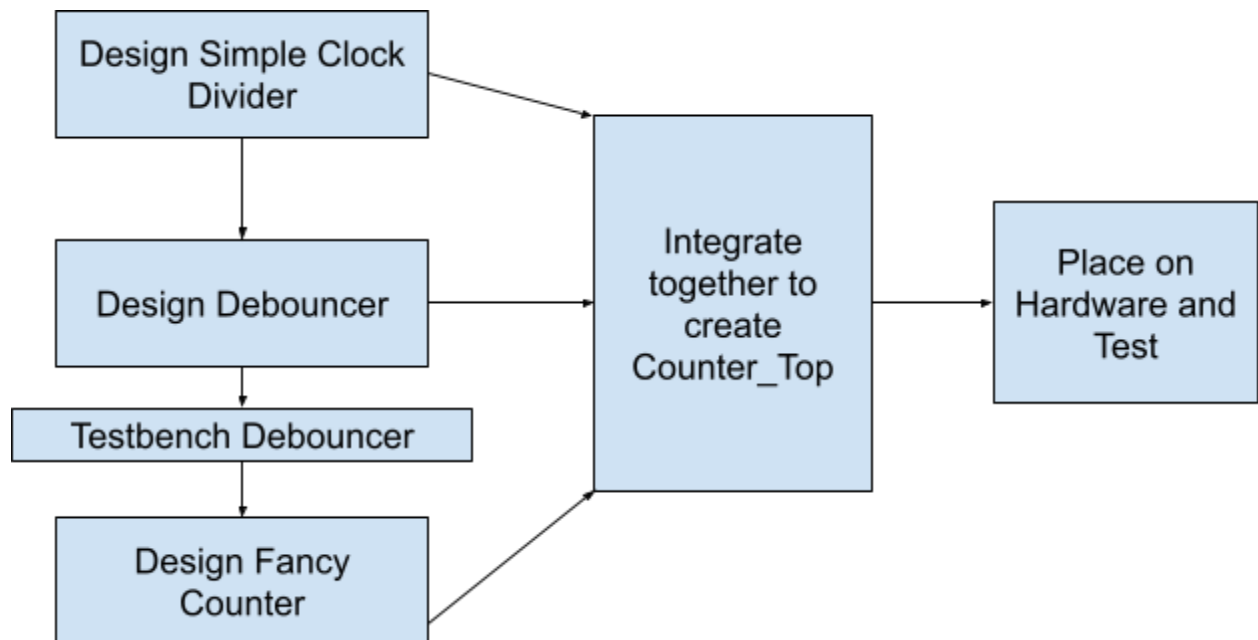 Design Simple Clock
Divider
Design Debouncer
Testbench Debouncer
Design Fancy
Counter
Integrate
together to
create
Counter_Top
Place on
Hardware and
Test